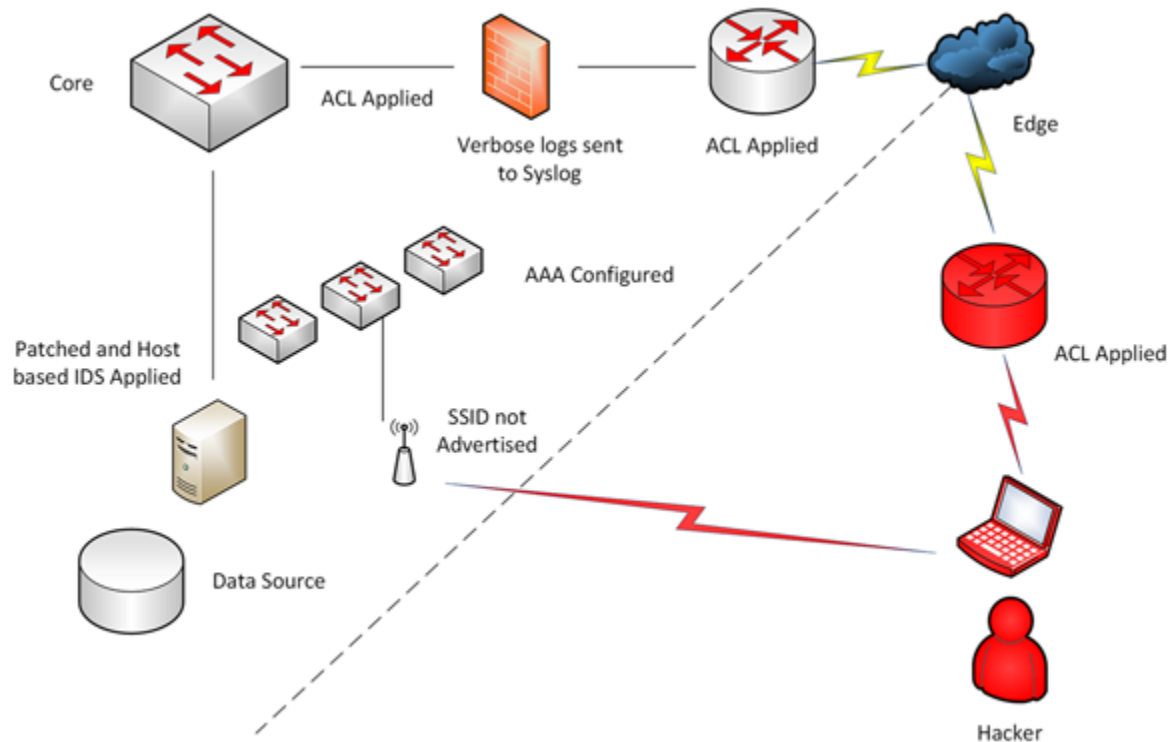 Core
ACL Applied
Verbose logs sent
to Syslog
ACL Applied
Edge
AAA Configured
ACL Applied
Patched and Host
based IDS Applied
SSID not
Advertised
Data Source
Hacker